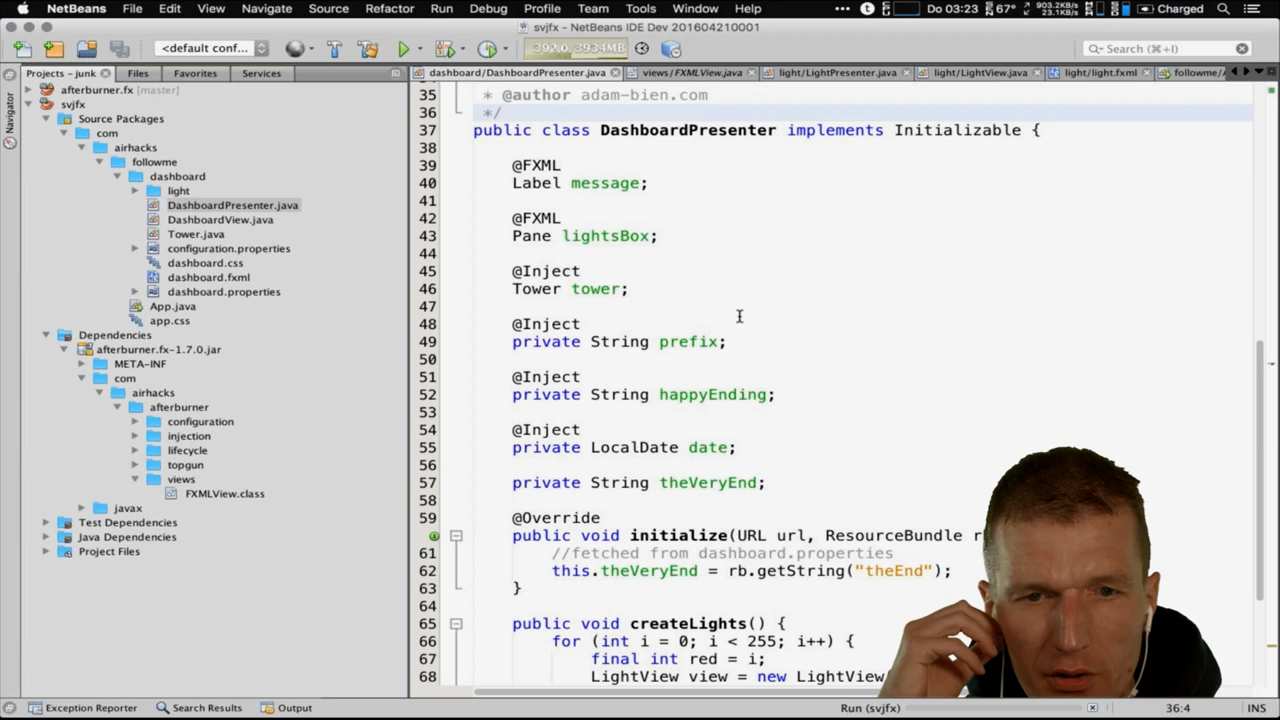 NetBeans File Edit View Navigate Source Refactor Run Debug Profile Team Tools Window Help
67° 903.2KB/s 23.1KB/s Do 03:23 Charged
svjfx - NetBeans IDE Dev 201604210001
<default conf... 392,0/3934MB Search (⌘+I)
Projects - junk Files Favorites Services
dashboard/DashboardPresenter.java views/FXMLView.java light/LightPresenter.java light/LightView.java light/light.fxml followme/
Navigator
afterburner.fx [master]
svjfx
Source Packages
com
airhacks
followme
dashboard
light
DashboardPresenter.java
DashboardView.java
Tower.java
configuration.properties
dashboard.css
dashboard.fxml
dashboard.properties
App.java
app.css
Dependencies
afterburner.fx-1.7.0.jar
META-INF
com
airhacks
afterburner
configuration
injection
lifecycle
topgun
views
FXMLView.class
javax
Test Dependencies
Java Dependencies
Project Files
35 * @author adam-bien.com
36 */
37 public class DashboardPresenter implements Initializable {
38
39 @FXML
40 Label message;
41
42 @FXML
43 Pane lightsBox;
44
45 @Inject
46 Tower tower;
47
48 @Inject
49 private String prefix;
50
51 @Inject
52 private String happyEnding;
53
54 @Inject
55 private LocalDate date;
56
57 private String theVeryEnd;
58
59 @Override
public void initialize(URL url, ResourceBundle r
61 //fetched from dashboard.properties
62 this.theVeryEnd = rb.getString("theEnd");
63 }
64
65 public void createLights() {
66 for (int i = 0; i < 255; i++) {
67 final int red = i;
68 LightView view = new LightView
Exception Reporter Search Results Output Run (svjfx) 36:4 INS